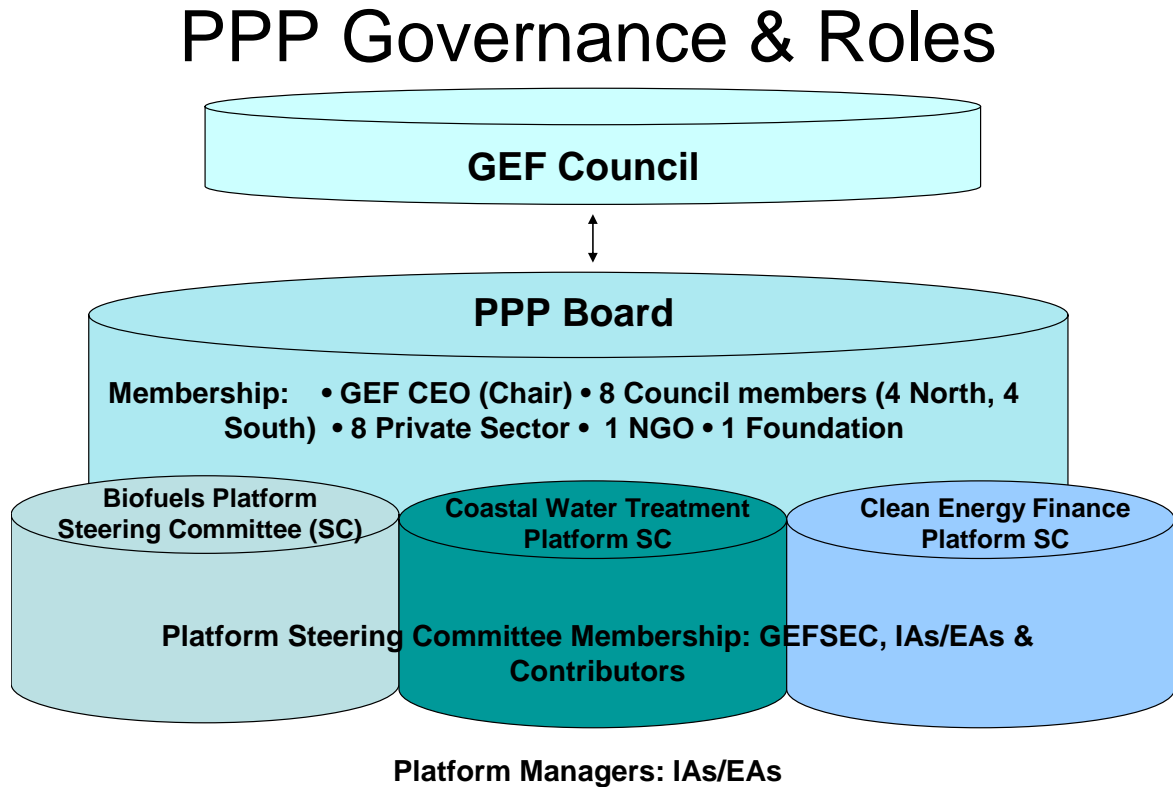 PPP Governance & Roles
GEF Council
PPP Board
Membership: • GEF CEO (Chair) • 8 Council members (4 North, 4
South) • 8 Private Sector • 1 NGO • 1 Foundation
Biofuels Platform
Steering Committee (SC)
Coastal Water Treatment
Platform SC
Clean Energy Finance
Platform SC
Platform Steering Committee Membership: GEFSEC, IAs/EAs &
Contributors
Platform Managers: IAs/EAs